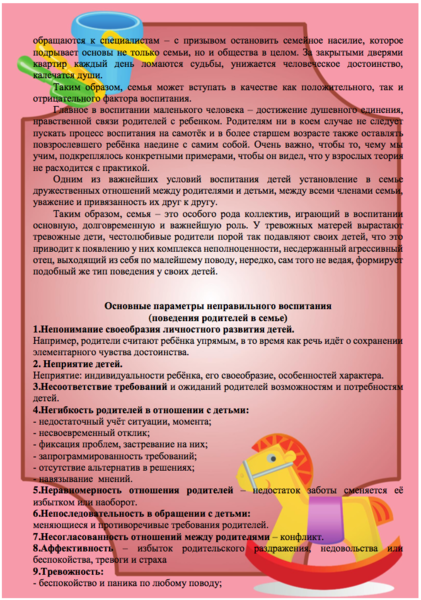 обращаются к специалистам – с призывом остановить семейное насилие, которое
подрывает основы не только семьи, но и общества в целом. За закрытыми дверями
квартир каждый день ломаются судьбы, унижается человеческое достоинство,
калечатся души.
Таким образом, семья может вступать в качестве как положительного, так и
отрицательного фактора воспитания.
Главное в воспитании маленького человека – достижение душевного единения,
нравственной связи родителей с ребенком. Родителям ни в коем случае не следует
пускать процесс воспитания на самотёк и в более старшем возрасте также оставлять
повзрослевшего ребёнка наедине с самим собой. Очень важно, чтобы то, чему мы
учим, подкреплялось конкретными примерами, чтобы он видел, что у взрослых теория
не расходится с практикой.
Одним из важнейших условий воспитания детей установление в семье
дружественных отношений между родителями и детьми, между всеми членами семьи,
уважение и привязанность их друг к другу.
Таким образом, семья – это особого рода коллектив, играющий в воспитании
основную, долговременную и важнейшую роль. У тревожных матерей вырастают
тревожные дети, честолюбивые родители порой так подавляют своих детей, что это
приводит к появлению у них комплекса неполноценности, несдержанный агрессивный
отец, выходящий из себя по малейшему поводу, нередко, сам того не ведая, формирует
подобный же тип поведения у своих детей.
Основные параметры неправильного воспитания
(поведения родителей в семье)
1.Непонимание своеобразия личностного развития детей.
Например, родители считают ребёнка упрямым, в то время как речь идёт о сохранении
элементарного чувства достоинства.
2. Неприятие детей.
Неприятие: индивидуальности ребёнка, его своеобразие, особенностей характера.
3.Несоответствие требований и ожиданий родителей возможностям и потребностям
детей.
4.Негибкость родителей в отношении с детьми:
- недостаточный учёт ситуации, момента;
- несвоевременный отклик;
- фиксация проблем, застревание на них;
- запрограммированность требований;
- отсутствие альтернатив в решениях;
- навязывание мнений.
5.Неравномерность отношения родителей – недостаток заботы сменяется её
избытком или наоборот.
6.Непоследовательность в обращении с детьми:
меняющиеся и противоречивые требования родителей.
7.Несогласованность отношений между родителями – конфликт.
8.Аффективность – избыток родительского раздражения, недовольства или
беспокойства, тревоги и страха
9.Тревожность:
- беспокойство и паника по любому поводу;